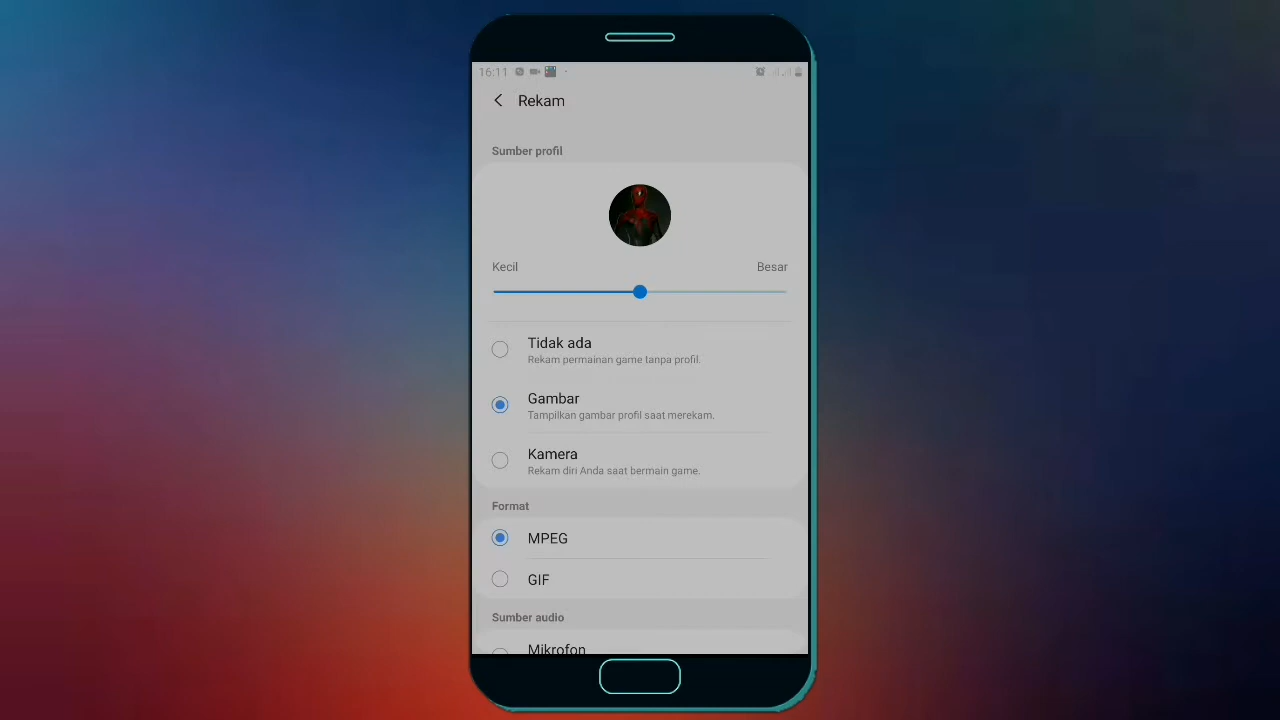 16:11
Rekam
Sumber profil
Kecil
Besar
Tidak ada
Rekam permainan game tanpa profil.
Gambar
Tampilkan gambar profil saat merekam.
Kamera
Rekam diri Anda saat bermain game.
Format
MPEG
GIF
Sumber audio
Mikrofon